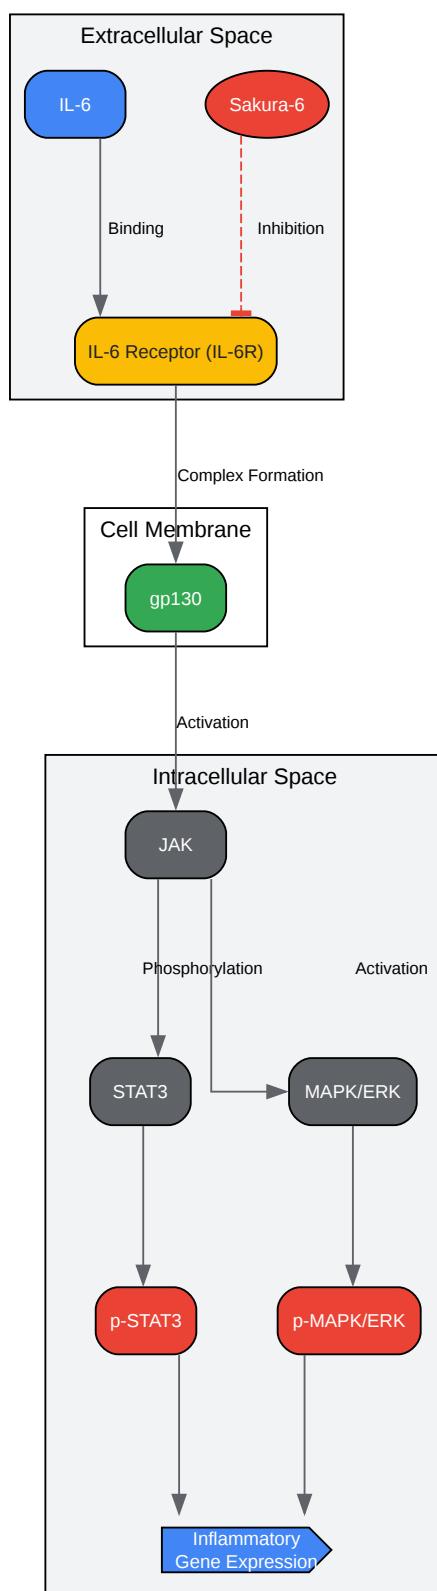 Extracellular Space
IL-6
Sakura-6
Binding
Inhibition
IL-6 Receptor (IL-6R)
Complex Formation
Cell Membrane
gp130
Activation
Intracellular Space
JAK
Phosphorylation
Activation
STAT3
MAPK/ERK
p-STAT3
p-MAPK/ERK
Inflammatory
Gene Expression